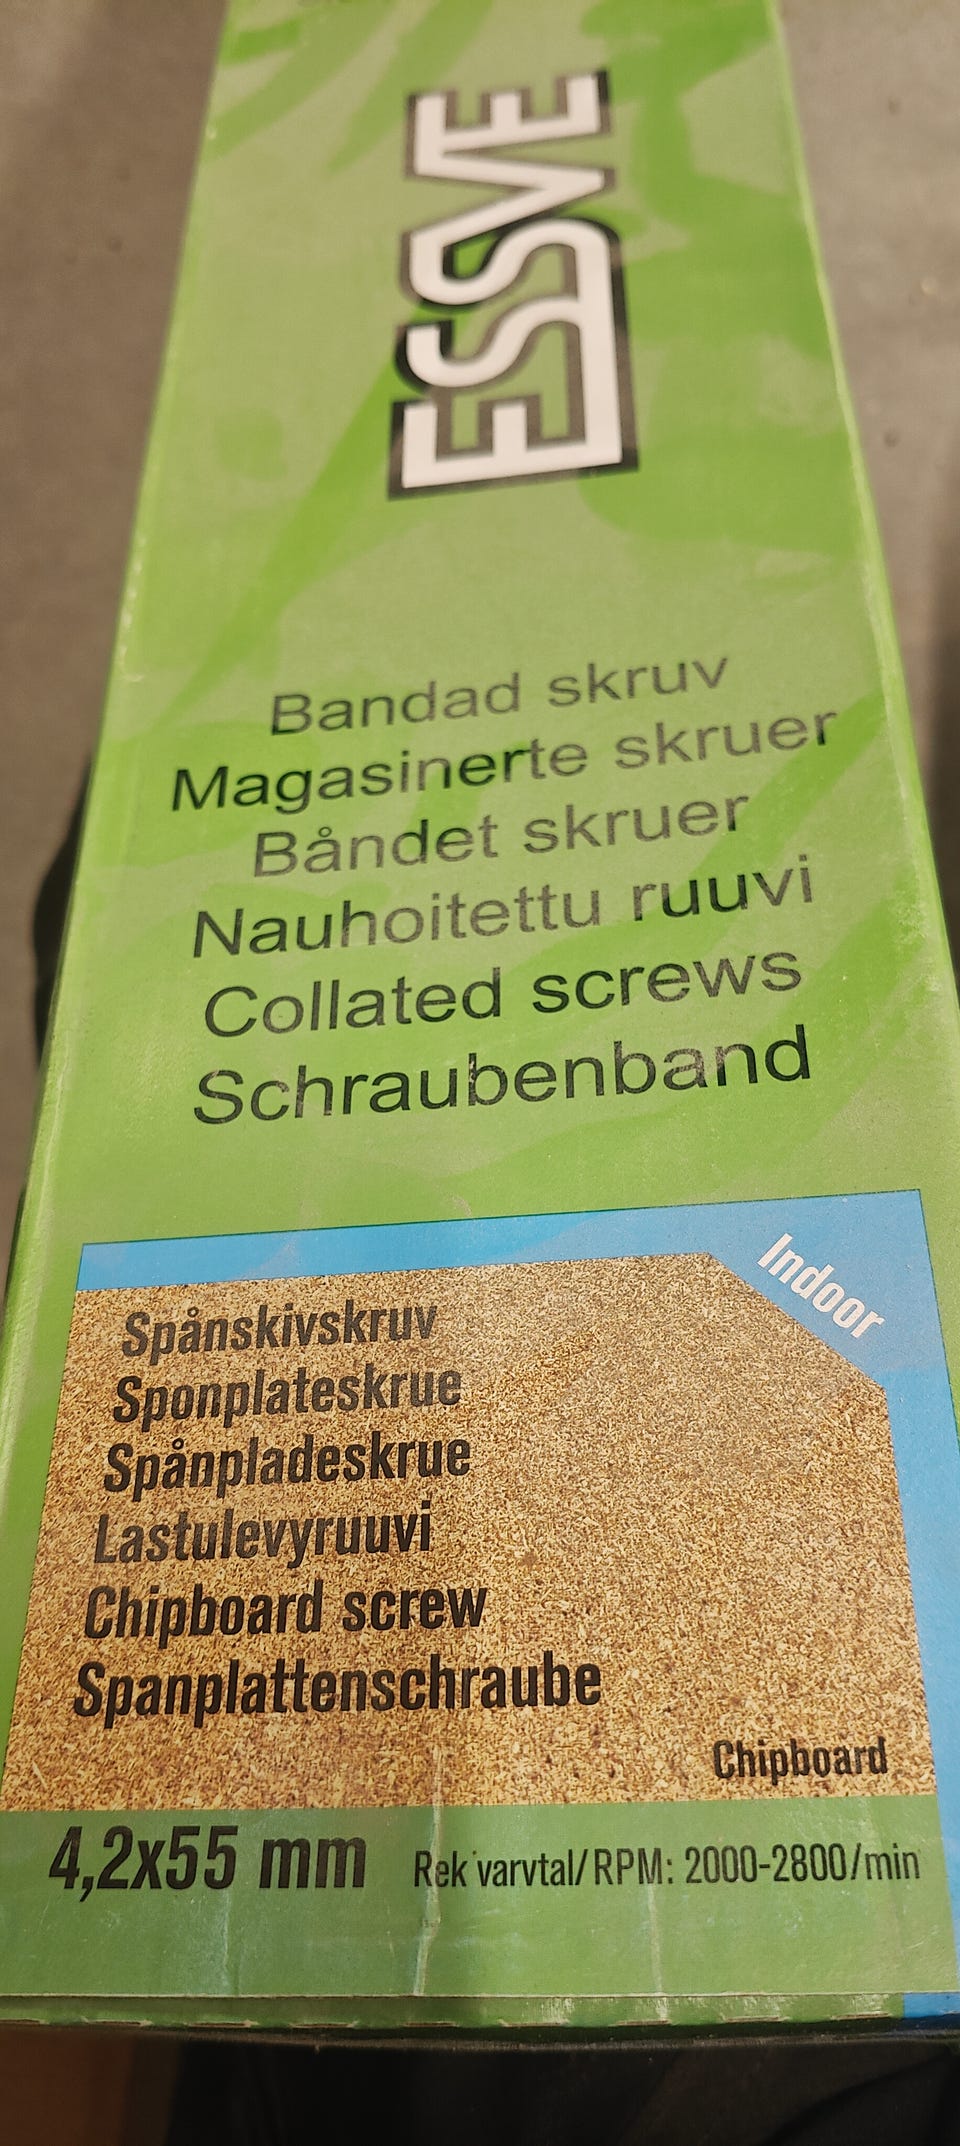 ESSVE
Bandad skruv
Magasinerte skruer
Båndet skruer
Nauhoitettu ruuvi
Collated screws
Schraubenband
Indoor
Spånskivskruv
Sponplateskrue
Spånpladeskrue
Lastulevyruuvi
Chipboard screw
Spanplattenschraube
Chipboard
4,2x55 mm Rek varvtal/RPM: 2000-2800/min